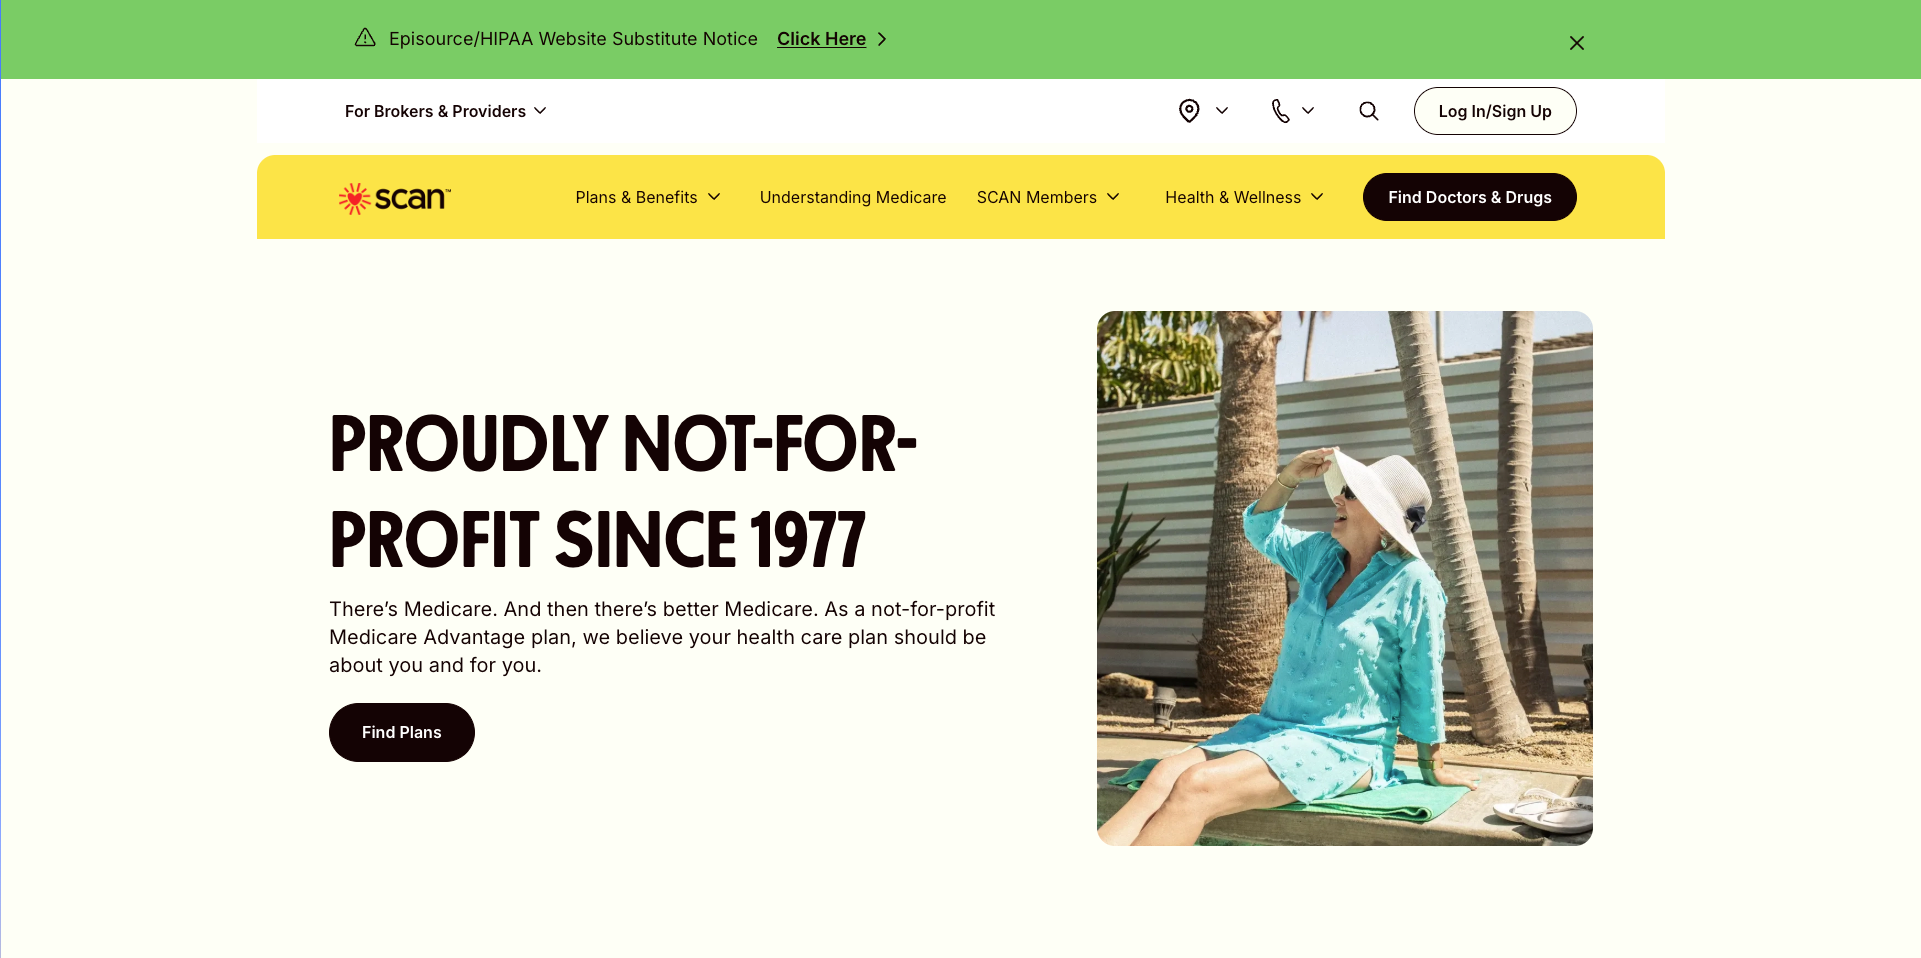 Episource/HIPAA Website Substitute Notice Click Here
For Brokers & Providers
Log In/Sign Up
scan™
Plans & Benefits
Understanding Medicare
SCAN Members
Health & Wellness
Find Doctors & Drugs
PROUDLY NOT-FOR-
PROFIT SINCE 1977
There’s Medicare. And then there’s better Medicare. As a not-for-profit
Medicare Advantage plan, we believe your health care plan should be
about you and for you.
Find Plans